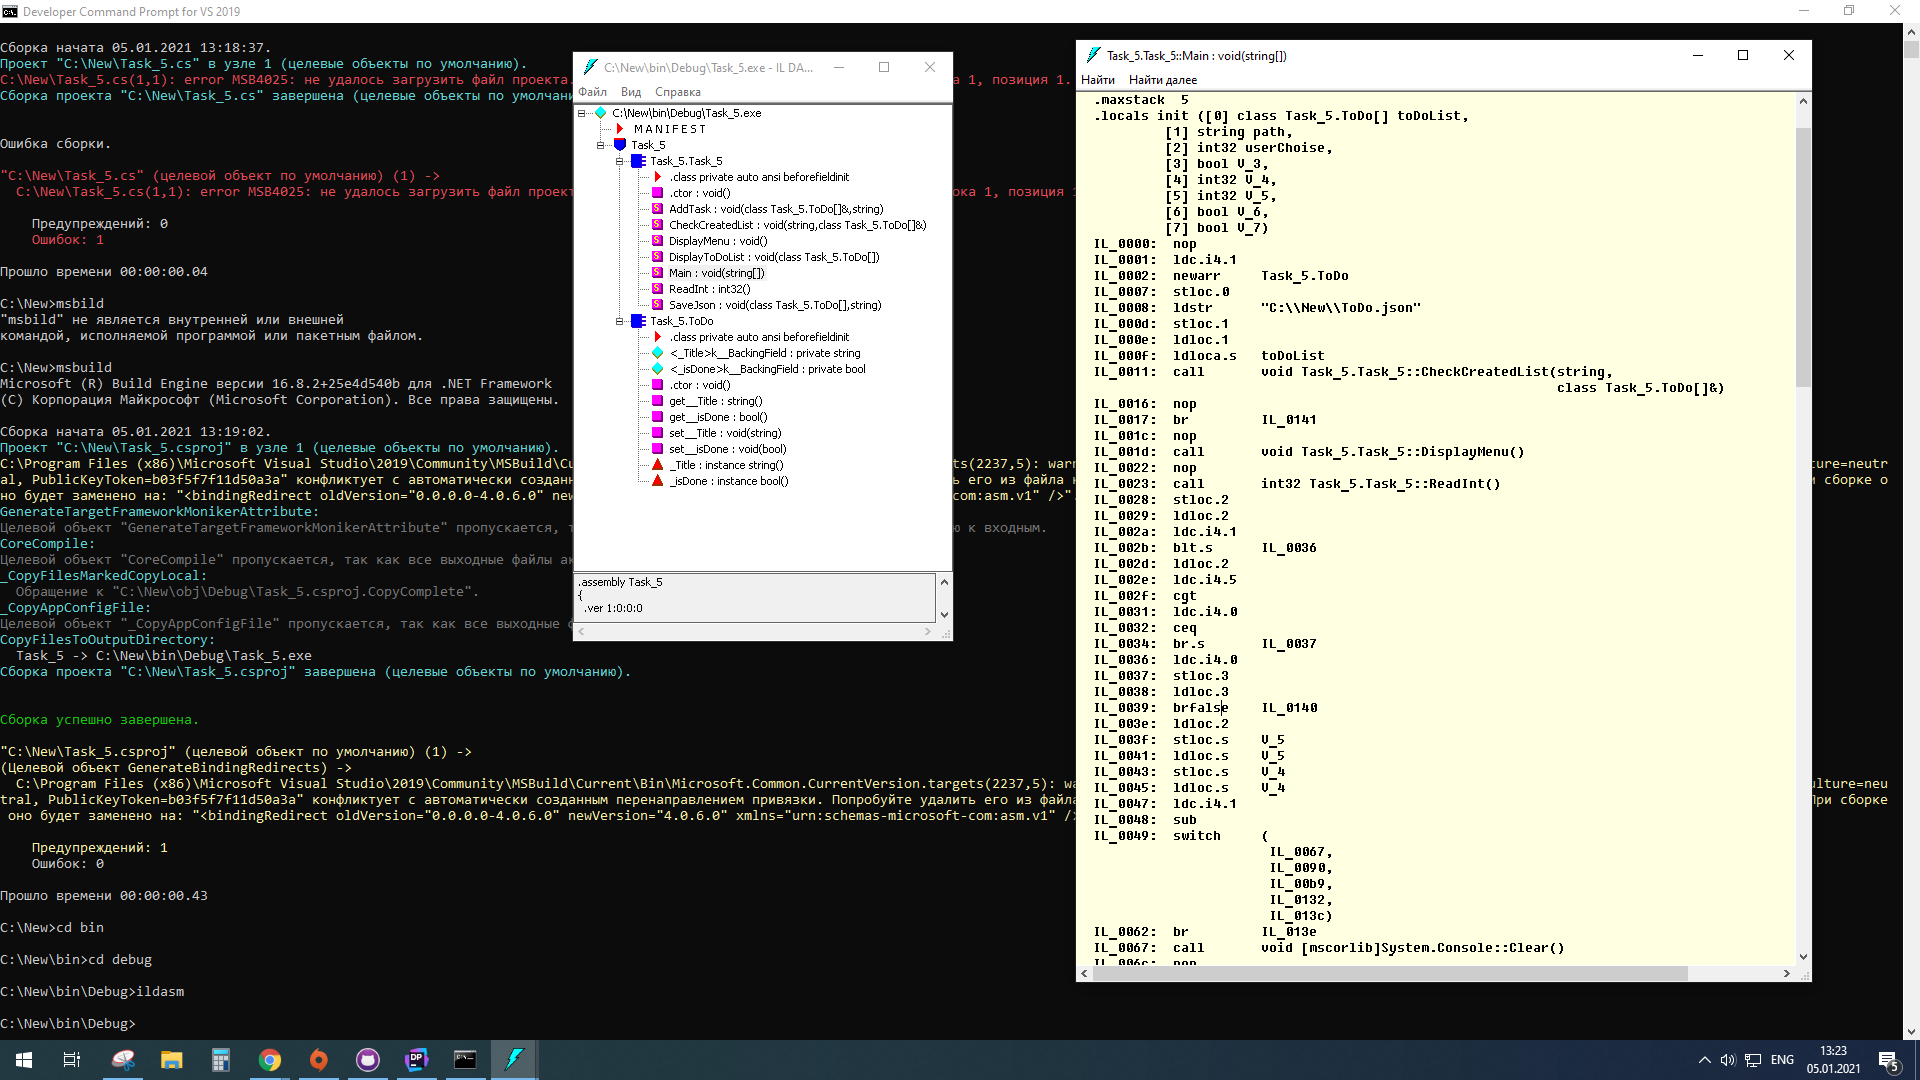 Developer Command Prompt for VS 2019
Сборка начата 05.01.2021 13:18:37.
Проект "C:\New\Task_5.cs" в узле 1 (целевые объекты по умолчанию).
C:\New\Task_5.cs(1,1): error MSB4025: не удалось загрузить файл проекта.
а 1, позиция 1.
Сборка проекта "C:\New\Task_5.cs" завершена (целевые объекты по
Ошибка сборки.
"C:\New\Task_5.cs" (целевой объект по умолчанию) (1) ->
C:\New\Task_5.cs(1,1): error MSB4025: не удалось загрузить файл
ока 1, позиция
Предупреждений: 0
Ошибок: 1
Прошло времени 00:00:00.04
C:\New>msbild
"msbild" не является внутренней или внешней
командой, исполняемой программой или пакетным файлом.
C:\New>msbuild
Microsoft (R) Build Engine версии 16.8.2+25e4d540b для .NET Framework
(C) Корпорация Майкрософт (Microsoft Corporation). Все права защищены.
Сборка начата 05.01.2021 13:19:02.
Проект "C:\New\Task_5.csproj" в узле 1 (целевые объекты по умолчанию).
C:\Program Files (x86)\Microsoft Visual Studio\2019\Community\MSBuild\Cu
ts(2237,5): warn
ture=neutr
al, PublicKeyToken=b03f5f7f11d50a3a" конфликтует с автоматически создан
ь его из файла
и сборке о
но будет заменено на: "<bindingRedirect oldVersion="0.0.0.0-4.0.6.0" new
com:asm.v1" />".
GenerateTargetFrameworkMonikerAttribute:
Целевой объект "GenerateTargetFrameworkMonikerAttribute" пропускается, т
ю к входным.
CoreCompile:
Целевой объект "CoreCompile" пропускается, так как все выходные файлы ак
_CopyFilesMarkedCopyLocal:
Обращение к "C:\New\obj\Debug\Task_5.csproj.CopyComplete".
_CopyAppConfigFile:
Целевой объект "_CopyAppConfigFile" пропускается, так как все выходные ф
CopyFilesToOutputDirectory:
Task_5 -> C:\New\bin\Debug\Task_5.exe
Сборка проекта "C:\New\Task_5.csproj" завершена (целевые объекты по умолчанию).
Сборка успешно завершена.
"C:\New\Task_5.csproj" (целевой объект по умолчанию) (1) ->
(Целевой объект GenerateBindingRedirects) ->
C:\Program Files (x86)\Microsoft Visual Studio\2019\Community\MSBuild\Current\Bin\Microsoft.Common.CurrentVersion.targets(2237,5): wa
ulture=neu
tral, PublicKeyToken=b03f5f7f11d50a3a" конфликтует с автоматически созданным перенаправлением привязки. Попробуйте удалить его из файла
При сборке
оно будет заменено на: "<bindingRedirect oldVersion="0.0.0.0-4.0.6.0" newVersion="4.0.6.0" xmlns="urn:schemas-microsoft-com:asm.v1" />
Предупреждений: 1
Ошибок: 0
Прошло времени 00:00:00.43
C:\New>cd bin
C:\New\bin>cd debug
C:\New\bin\Debug>ildasm
C:\New\bin\Debug>
C:\New\bin\Debug\Task_5.exe - IL DA...
Файл Вид Справка
C:\New\bin\Debug\Task_5.exe
M A N I F E S T
Task_5
Task_5.Task_5
.class private auto ansi beforefieldinit
.ctor : void()
AddTask : void(class Task_5.ToDo[]&,string)
CheckCreatedList : void(string,class Task_5.ToDo[]&)
DisplayMenu : void()
DisplayToDoList : void(class Task_5.ToDo[])
Main : void(string[])
ReadInt : int32()
SaveJson : void(class Task_5.ToDo[],string)
Task_5.ToDo
.class private auto ansi beforefieldinit
<_Title>k__BackingField : private string
<_isDone>k__BackingField : private bool
.ctor : void()
get__Title : string()
get__isDone : bool()
set__Title : void(string)
set__isDone : void(bool)
_Title : instance string()
_isDone : instance bool()
.assembly Task_5
{
.ver 1:0:0:0
Task_5.Task_5::Main : void(string[])
Найти Найти далее
.maxstack 5
.locals init ([0] class Task_5.ToDo[] toDoList,
[1] string path,
[2] int32 userChoise,
[3] bool V_3,
[4] int32 V_4,
[5] int32 V_5,
[6] bool V_6,
[7] bool V_7)
IL_0000: nop
IL_0001: ldc.i4.1
IL_0002: newarr Task_5.ToDo
IL_0007: stloc.0
IL_0008: ldstr "C:\\New\\ToDo.json"
IL_000d: stloc.1
IL_000e: ldloc.1
IL_000f: ldloca.s toDoList
IL_0011: call void Task_5.Task_5::CheckCreatedList(string,
class Task_5.ToDo[]&)
IL_0016: nop
IL_0017: br IL_0141
IL_001c: nop
IL_001d: call void Task_5.Task_5::DisplayMenu()
IL_0022: nop
IL_0023: call int32 Task_5.Task_5::ReadInt()
IL_0028: stloc.2
IL_0029: ldloc.2
IL_002a: ldc.i4.1
IL_002b: blt.s IL_0036
IL_002d: ldloc.2
IL_002e: ldc.i4.5
IL_002f: cgt
IL_0031: ldc.i4.0
IL_0032: ceq
IL_0034: br.s IL_0037
IL_0036: ldc.i4.0
IL_0037: stloc.3
IL_0038: ldloc.3
IL_0039: brfalse IL_0140
IL_003e: ldloc.2
IL_003f: stloc.s V_5
IL_0041: ldloc.s V_5
IL_0043: stloc.s V_4
IL_0045: ldloc.s V_4
IL_0047: ldc.i4.1
IL_0048: sub
IL_0049: switch (
IL_0067,
IL_0090,
IL_00b9,
IL_0132,
IL_013c)
IL_0062: br IL_013e
IL_0067: call void [mscorlib]System.Console::Clear()
IL_006c: nop
ENG
13:23
05.01.2021
5